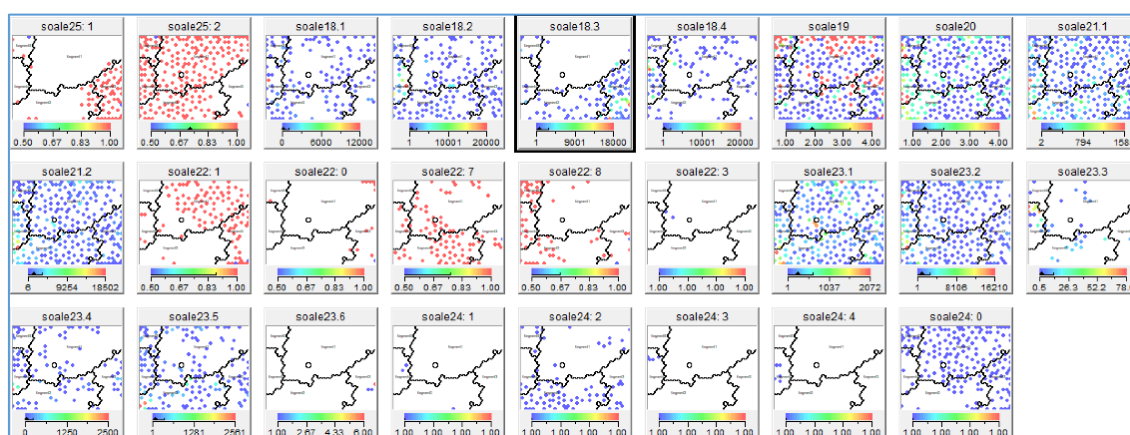 soale25: 1 soale25: 2 soale18.1 soale18.2 soale18.3 soale18.4 soale19 soale20 soale21.1
0.50 0.67 0.83 1.00 0.50 0.67 0.83 1.00 0 6000 12000 1 10001 20000 1 9001 18000 1 10001 20000 1.00 2.00 3.00 4.00 1.00 2.00 3.00 4.00 2 794 158
soale21.2 soale22: 1 soale22: 0 soale22: 7 soale22: 8 soale22: 3 soale23.1 soale23.2 soale23.3
6 9264 18502 0.50 0.67 0.83 1.00 0.50 0.67 0.83 1.00 0.50 0.67 0.83 1.00 0.50 0.67 0.83 1.00 1.00 1.00 1.00 1.00 1 1037 2072 1 8106 16210 0.5 26.3 52.2 78.
soale23.4 soale23.5 soale23.6 soale24: 1 soale24: 2 soale24: 3 soale24: 4 soale24: 0
0 1250 2500 1 1281 2561 1.00 2.67 4.33 6.00 1.00 1.00 1.00 1.00 1.00 1.00 1.00 1.00 1.00 1.00 1.00 1.00 1.00 1.00 1.00 1.00 1.00 1.00 1.00 1.00